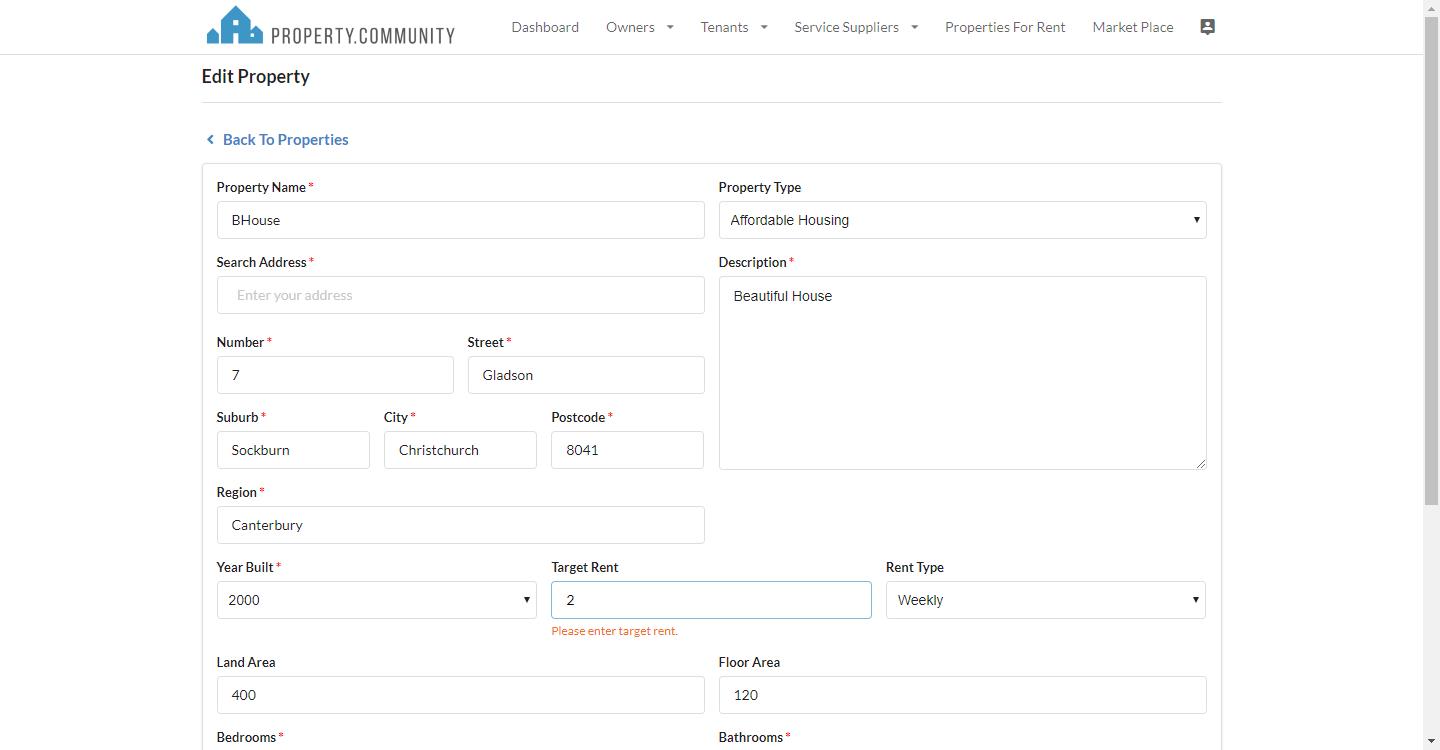 PROPERTY.COMMUNITY
Dashboard Owners Tenants Service Suppliers Properties For Rent Market Place
Edit Property
Back To Properties
Property Name* Property Type
BHouse Affordable Housing
Search Address* Description*
Enter your address Beautiful House
Number* Street*
7 Gladson
Suburb* City* Postcode*
Sockburn Christchurch 8041
Region*
Canterbury
Year Built* Target Rent Rent Type
2000 2 Weekly
Please enter target rent.
Land Area Floor Area
400 120
Bedrooms* Bathrooms*